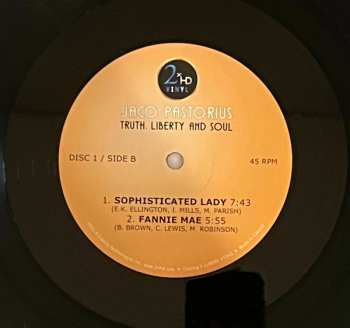 2xHD
VINYL
JACO PASTORIUS
TRUTH, LIBERTY AND SOUL
DISC 1 / SIDE B
45 RPM
1. SOPHISTICATED LADY 7:43
(E.K. ELLINGTON, I. MILLS, M. PARISH)
2. FANNIE MAE 5:55
(B. BROWN, C. LEWIS, M. ROBINSON)